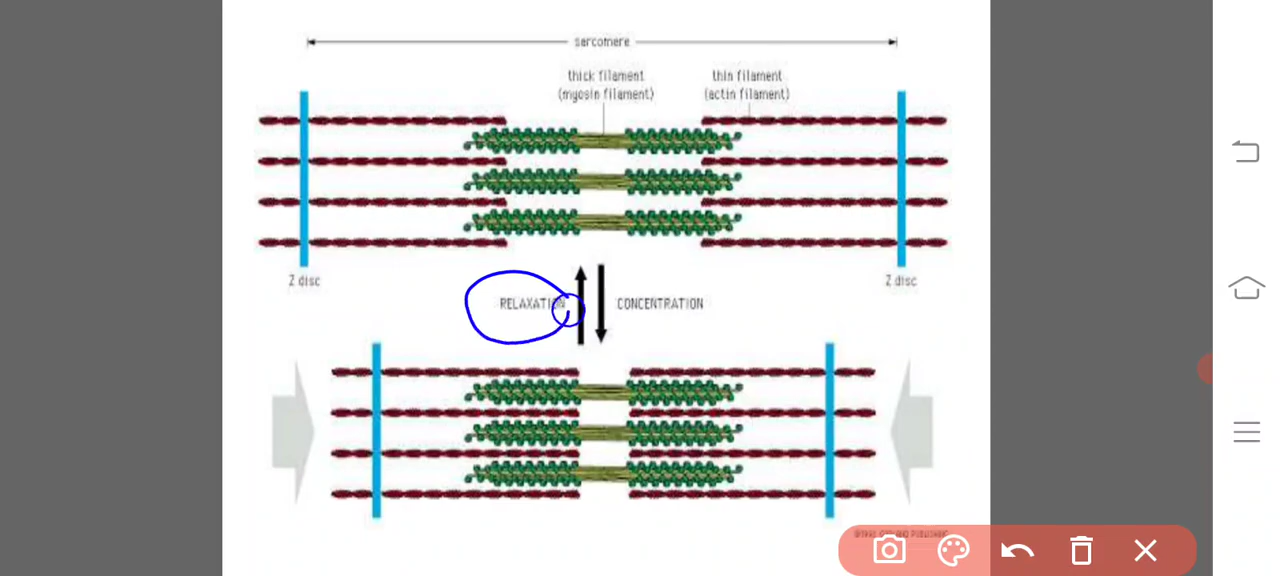 sarcomere
thick filament
(myosin filament)
thin filament
(actin filament)
Z disc
Z disc
RELAXATION
CONCENTRATION